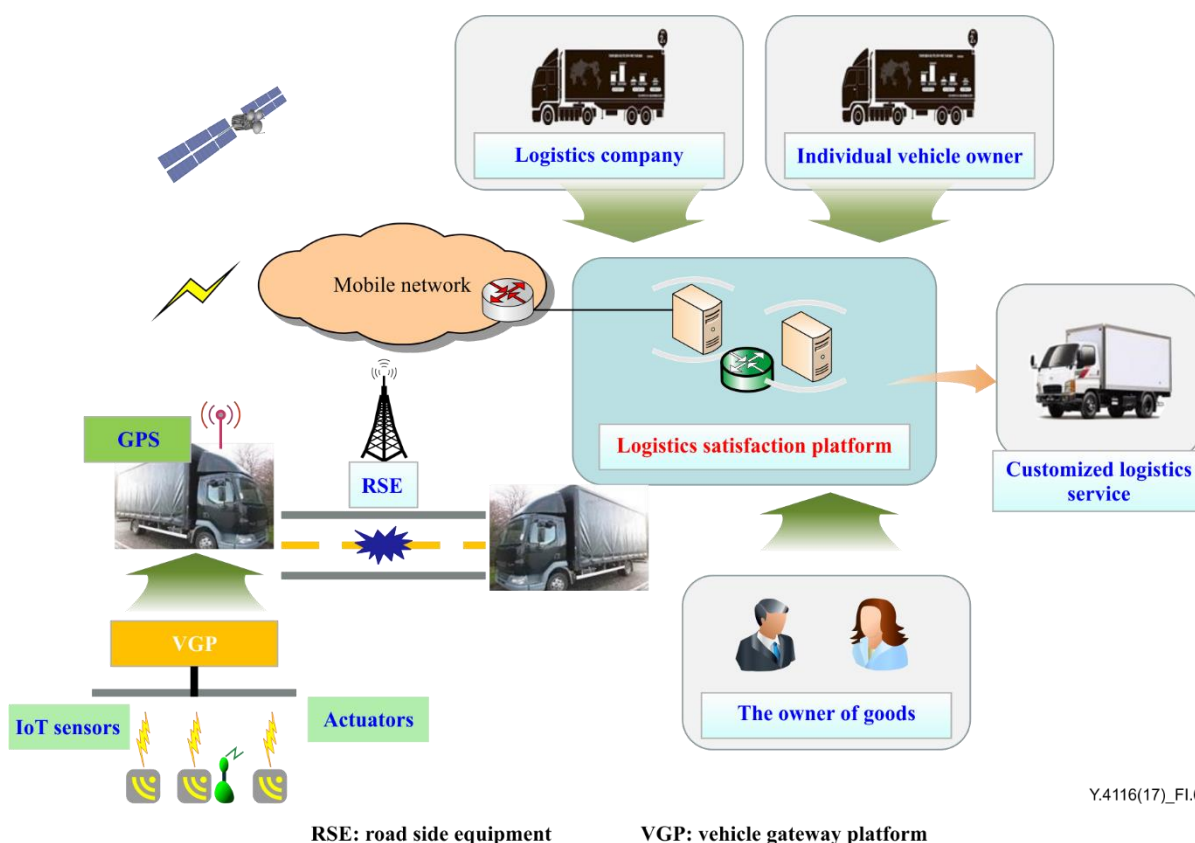 Logistics company
Individual vehicle owner
Mobile network
GPS
RSE
Logistics satisfaction platform
Customized logistics
service
VGP
IoT sensors
Actuators
The owner of goods
RSE: road side equipment
VGP: vehicle gateway platform